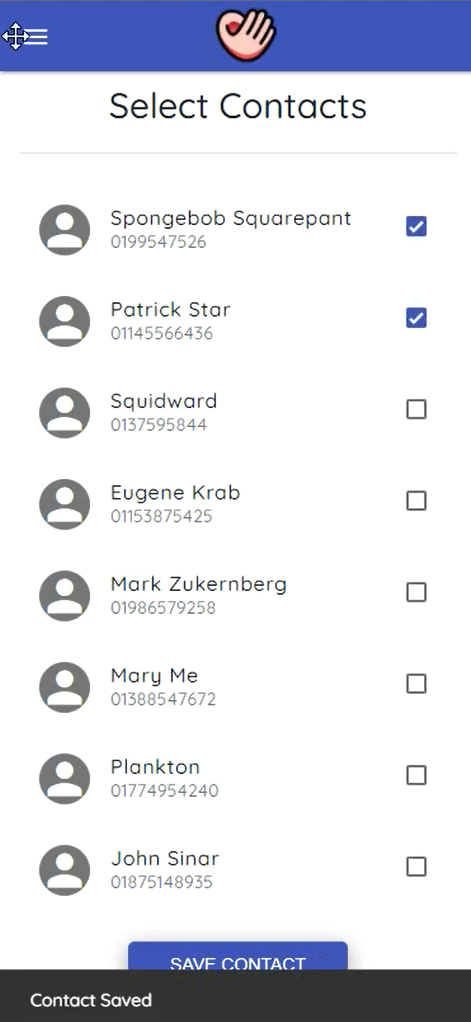 Select Contacts
Spongebob Squarepant
0199547526
Patrick Star
01145566436
Squidward
0137595844
Eugene Krab
01153875425
Mark Zukernberg
01986579258
Mary Me
01388547672
Plankton
01774954240
John Sinar
01875148935
SAVE CONTACT
Contact Saved